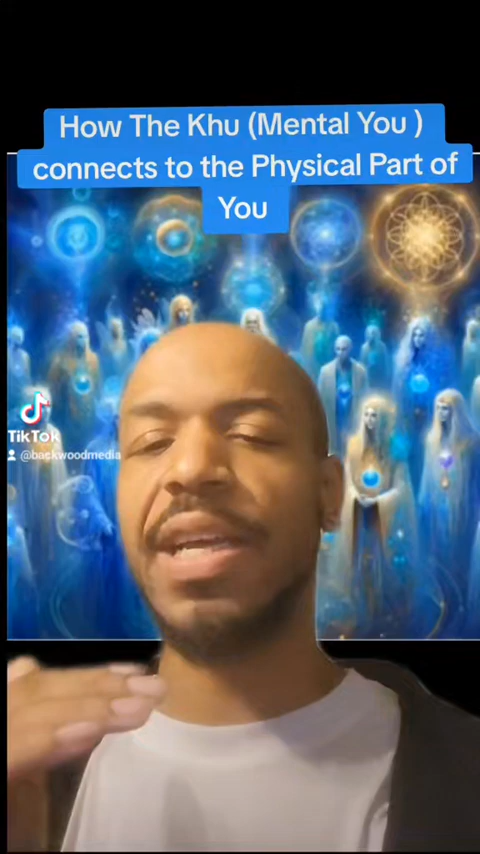 How The Khu (Mental You )
connects to the Physical Part of
You
TikTok
@backwoodmedia